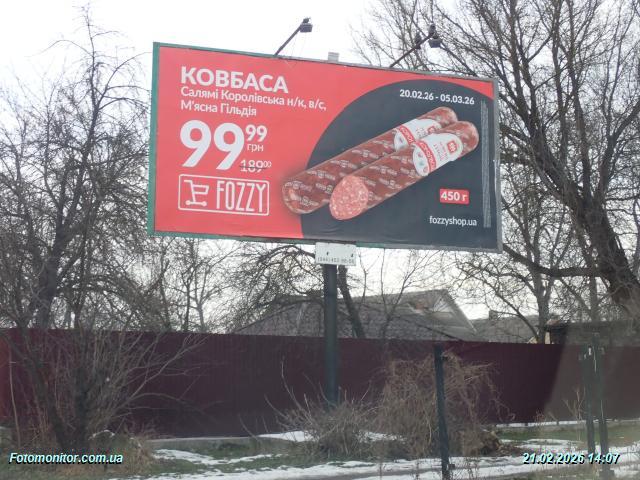 КОВБАСА
Салямі Королівська н/к, в/с,
М'ясна Гільдія
99 99 грн
189 00
FOZZY
20.02.26 - 05.03.26
450 г
fozzyshop.ua
Fotomonitor.com.ua
21.02.2026 14:07